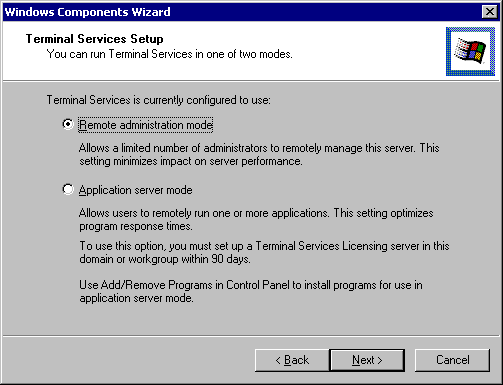 Windows Components Wizard
Terminal Services Setup
You can run Terminal Services in one of two modes.
Terminal Services is currently configured to use:
Remote administration mode
Allows a limited number of administrators to remotely manage this server. This
setting minimizes impact on server performance.
Application server mode
Allows users to remotely run one or more applications. This setting optimizes
program response times.
To use this option, you must set up a Terminal Services Licensing server in this
domain or workgroup within 90 days.
Use Add/Remove Programs in Control Panel to install programs for use in
application server mode.
< Back
Next >
Cancel